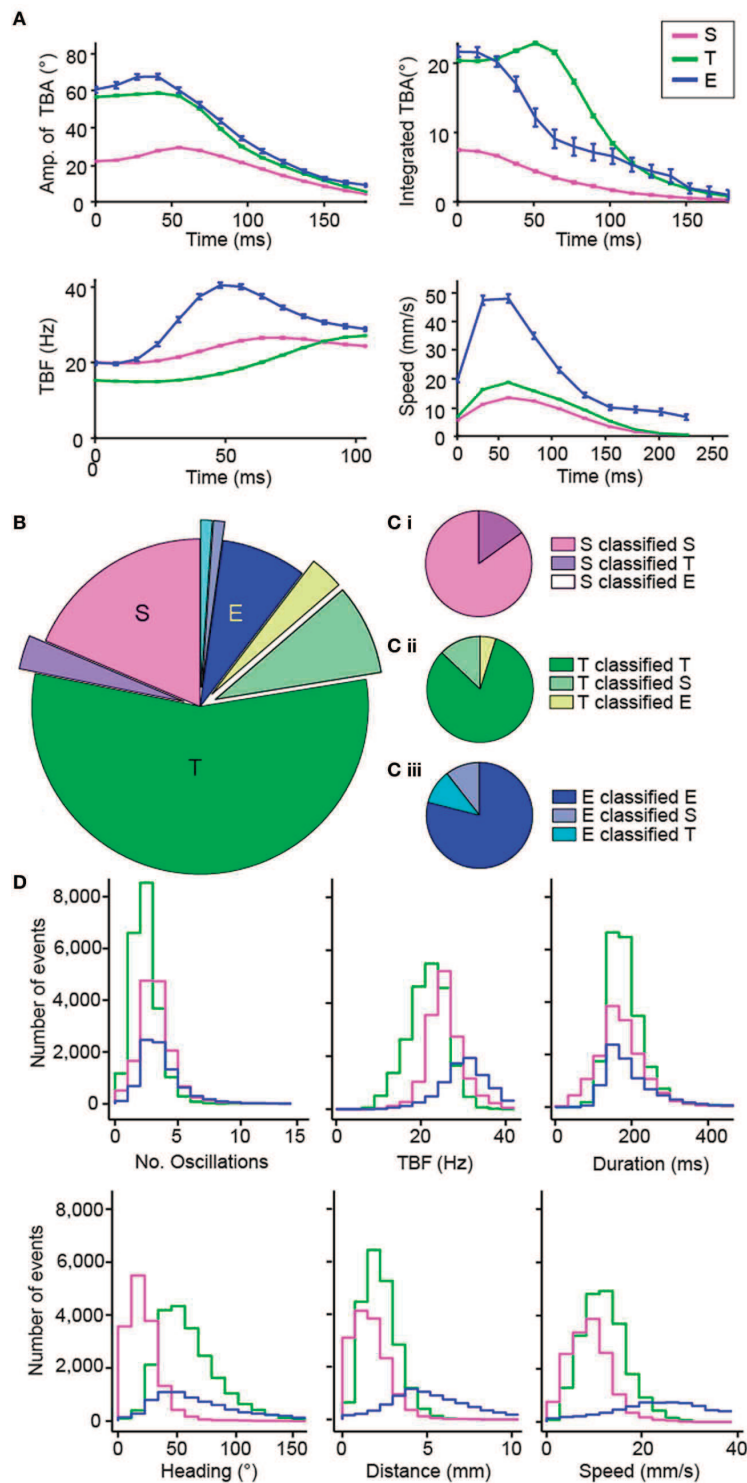 A
S
T
E
Amp. of TBA (°)
80
60
40
20
0
0
50
100
150
Time (ms)
Integrated TBA(°)
20
10
0
0
50
100
150
Time (ms)
TBF (Hz)
40
20
0
0
50
100
Time (ms)
Speed (mm/s)
50
40
30
20
10
0
0
50
100
150
200
250
Time (ms)
B
S
E
T
C i
S classified S
S classified T
S classified E
C ii
T classified T
T classified S
T classified E
C iii
E classified E
E classified S
E classified T
D
Number of events
8,000
6,000
4,000
2,000
0
0
5
10
15
No. Oscillations
0
20
40
TBF (Hz)
0
200
400
Duration (ms)
Number of events
8,000
6,000
4,000
2,000
0
0
50
100
150
Heading (°)
0
5
10
Distance (mm)
0
20
40
Speed (mm/s)